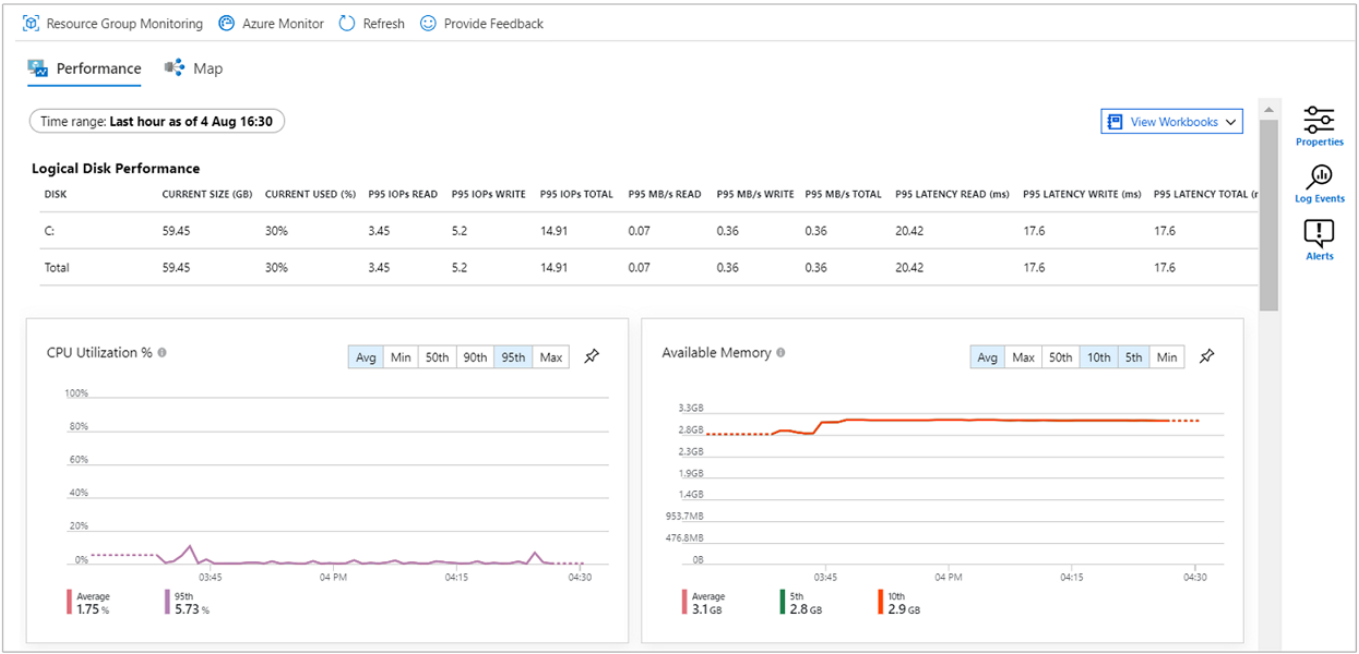 Resource Group Monitoring Azure Monitor Refresh Provide Feedback
Performance Map
Time range: Last hour as of 4 Aug 16:30 View Workbooks
Properties
Logical Disk Performance
DISK CURRENT SIZE (GB) CURRENT USED (%) P95 IOPs READ P95 IOPs WRITE P95 IOPs TOTAL P95 MB/s READ P95 MB/s WRITE P95 MB/s TOTAL P95 LATENCY READ (ms) P95 LATENCY WRITE (ms) P95 LATENCY TOTAL (r
Log Events
C: 59.45 30% 3.45 5.2 14.91 0.07 0.36 0.36 20.42 17.6 17.6
Alerts
Total 59.45 30% 3.45 5.2 14.91 0.07 0.36 0.36 20.42 17.6 17.6
CPU Utilization % Avg Min 50th 90th 95th Max
100%
80%
60%
40%
20%
0%
03:45 04 PM 04:15 04:30
Average 95th
1.75 % 5.73 %
Available Memory Avg Max 50th 10th 5th Min
3.3GB
2.8GB
2.3GB
1.9GB
1.4GB
953.7MB
476.8MB
0B
03:45 04 PM 04:15 04:30
Average 5th 10th
3.1 GB 2.8 GB 2.9 GB